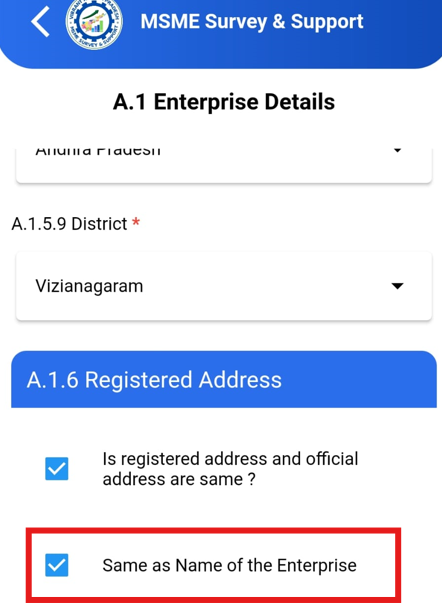 MSME Survey & Support
A.1 Enterprise Details
Andhra Pradesh
A.1.5.9 District *
Vizianagaram
A.1.6 Registered Address
Is registered address and official
address are same ?
Same as Name of the Enterprise